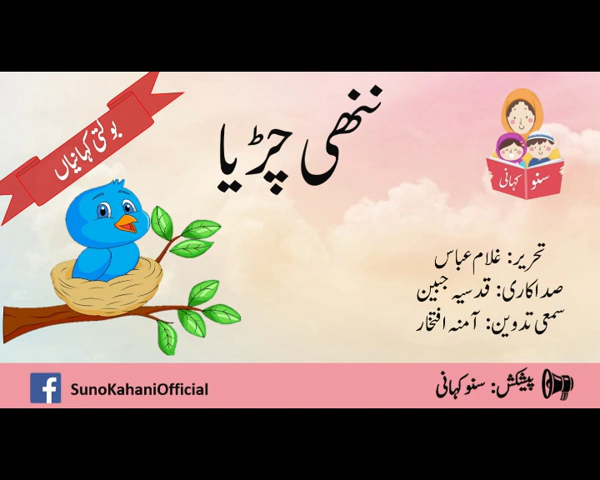 ننھی چڑیا
بولتی کہانیاں
سنو کہانی
تحریر: غلام عباس
صداکاری: قدسیہ جبین
سمعی تدوین: آمنہ افتخار
پیشکش: سنو کہانی
SunoKahaniOfficial